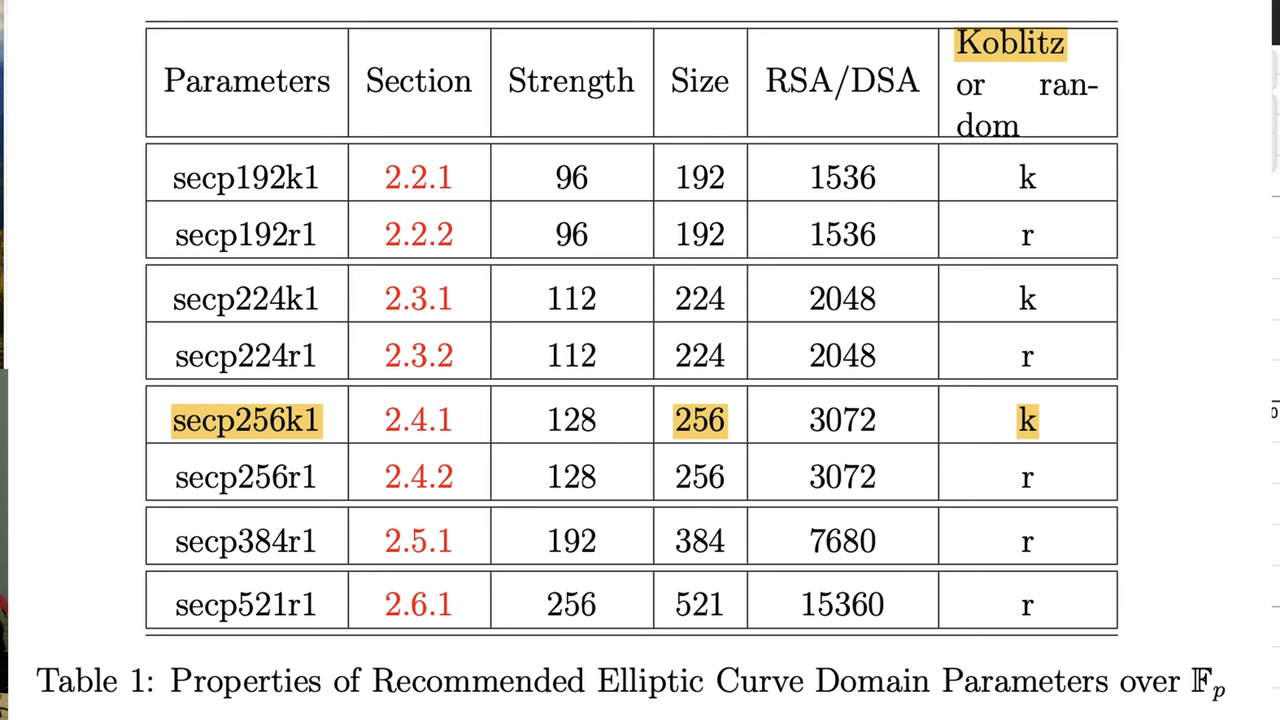 Parameters Section Strength Size RSA/DSA Koblitz or ran-dom
secp192k1 2.2.1 96 192 1536 k
secp192r1 2.2.2 96 192 1536 r
secp224k1 2.3.1 112 224 2048 k
secp224r1 2.3.2 112 224 2048 r
secp256k1 2.4.1 128 256 3072 k
secp256r1 2.4.2 128 256 3072 r
secp384r1 2.5.1 192 384 7680 r
secp521r1 2.6.1 256 521 15360 r
Table 1: Properties of Recommended Elliptic Curve Domain Parameters over 𝔽p